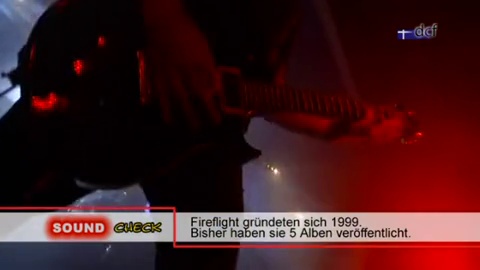 dcf
SOUND CHECK
Fireflight gründeten sich 1999.
Bisher haben sie 5 Alben veröffentlicht.